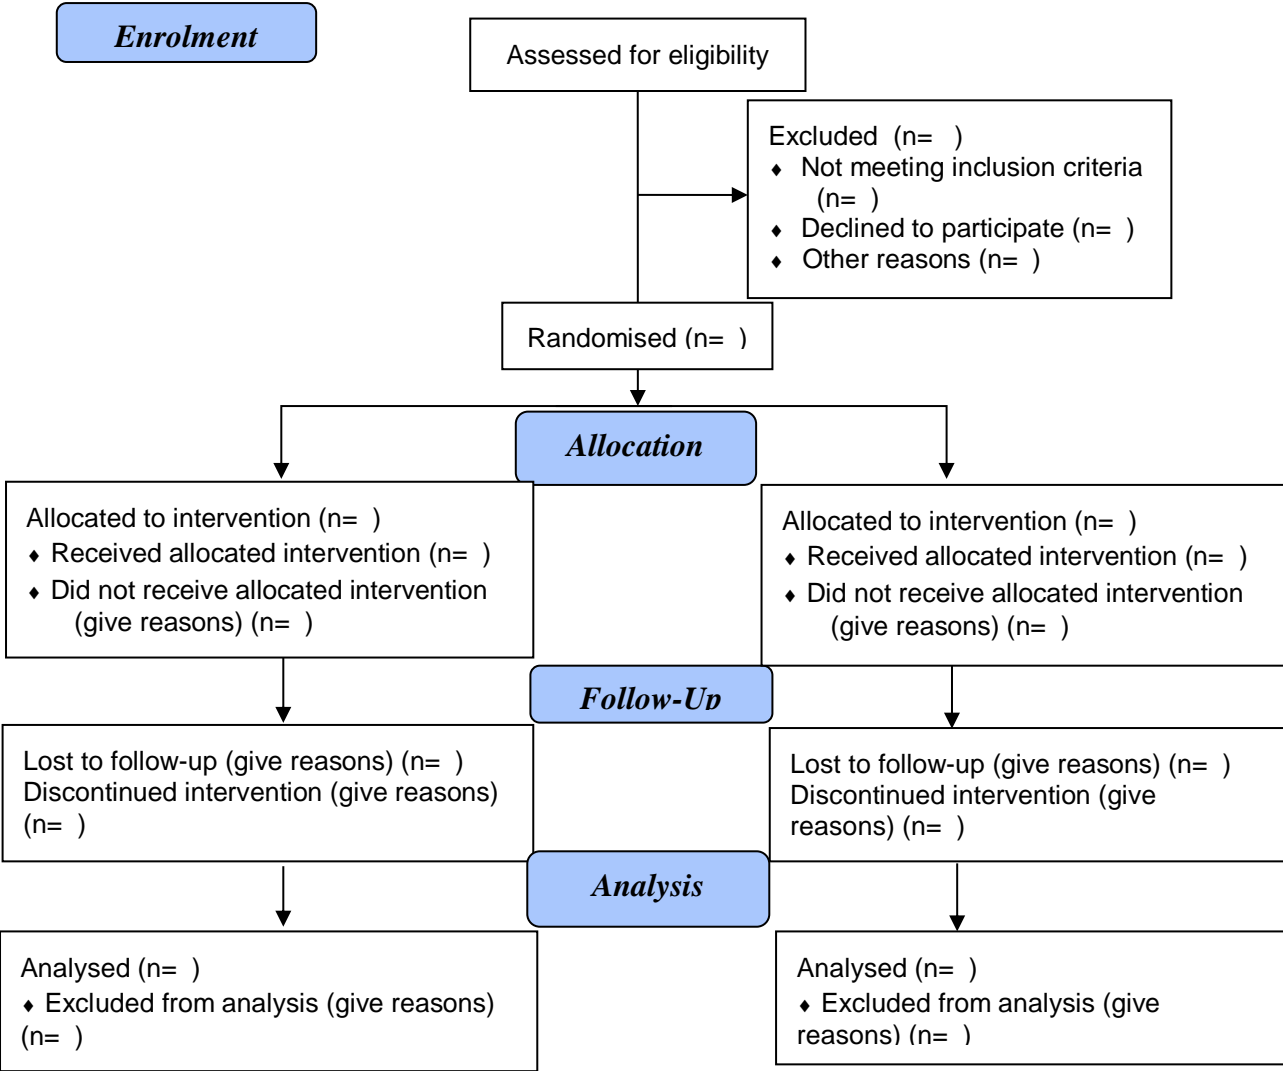 Enrolment
Assessed for eligibility
Excluded (n= )
♦ Not meeting inclusion criteria
(n= )
♦ Declined to participate (n= )
♦ Other reasons (n= )
Randomised (n= )
Allocation
Allocated to intervention (n= )
♦ Received allocated intervention (n= )
♦ Did not receive allocated intervention
(give reasons) (n= )
Allocated to intervention (n= )
♦ Received allocated intervention (n= )
♦ Did not receive allocated intervention
(give reasons) (n= )
Follow-Up
Lost to follow-up (give reasons) (n= )
Discontinued intervention (give reasons)
(n= )
Lost to follow-up (give reasons) (n= )
Discontinued intervention (give
reasons) (n= )
Analysis
Analysed (n= )
♦ Excluded from analysis (give reasons)
(n= )
Analysed (n= )
♦ Excluded from analysis (give
reasons) (n= )